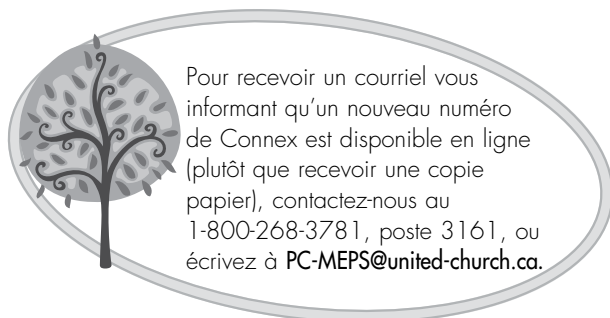 Pour recevoir un courriel vous
informant qu'un nouveau numéro
de Connex est disponible en ligne
(plutôt que recevoir une copie
papier), contactez-nous au
1-800-268-3781, poste 3161, ou
écrivez à PC-MEPS@united-church.ca.